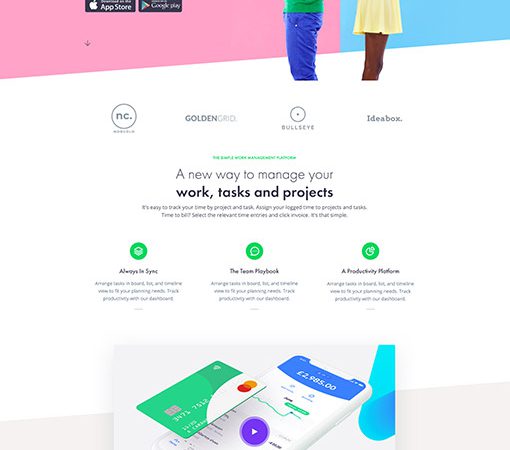 Download on the
App Store
GET IT ON
Google play
nc.
GOLDENGRID.
BULLSEYE
Ideabox.
THE SIMPLE WORK MANAGEMENT PLATFORM
A new way to manage your
work, tasks and projects
It's easy to track your time by project and task. Assign your logged time to projects and tasks.
Time to bill? Select the relevant time entries and click invoice. It's that simple.
Always In Sync
Arrange tasks in board, list, and timeline
view to fit your planning needs. Track
productivity with our dashboard.
The Team Playbook
Arrange tasks in board, list, and timeline
view to fit your planning needs. Track
productivity with our dashboard.
A Productivity Platform
Arrange tasks in board, list, and timeline
view to fit your planning needs. Track
productivity with our dashboard.
£2,985.00